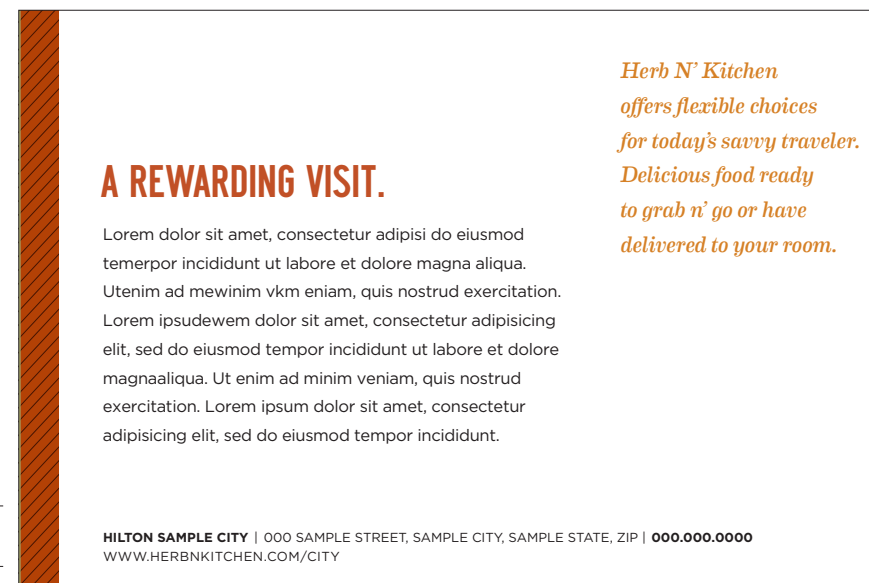 A REWARDING VISIT.
Lorem dolor sit amet, consectetur adipisi do eiusmod
temerpor incididunt ut labore et dolore magna aliqua.
Utenim ad mewinim vkm eniam, quis nostrud exercitation.
Lorem ipsudewem dolor sit amet, consectetur adipisicing
elit, sed do eiusmod tempor incididunt ut labore et dolore
magnaaliqua. Ut enim ad minim veniam, quis nostrud
exercitation. Lorem ipsum dolor sit amet, consectetur
adipisicing elit, sed do eiusmod tempor incididunt.
Herb N’ Kitchen
offers flexible choices
for today’s savvy traveler.
Delicious food ready
to grab n’ go or have
delivered to your room.
HILTON SAMPLE CITY | 000 SAMPLE STREET, SAMPLE CITY, SAMPLE STATE, ZIP | 000.000.0000
WWW.HERBNKITCHEN.COM/CITY